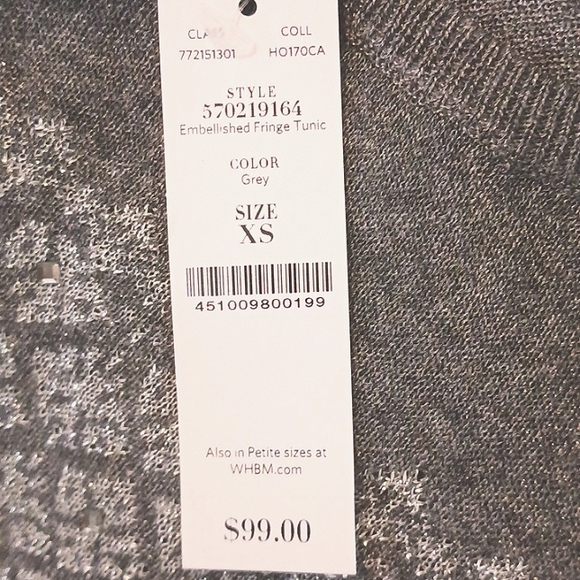 CLASS COLL
772151301 HO170CA
STYLE
570219164
Embellished Fringe Tunic
COLOR
Grey
SIZE
XS
451009800199
Also in Petite sizes at
WHBM.com
$99.00